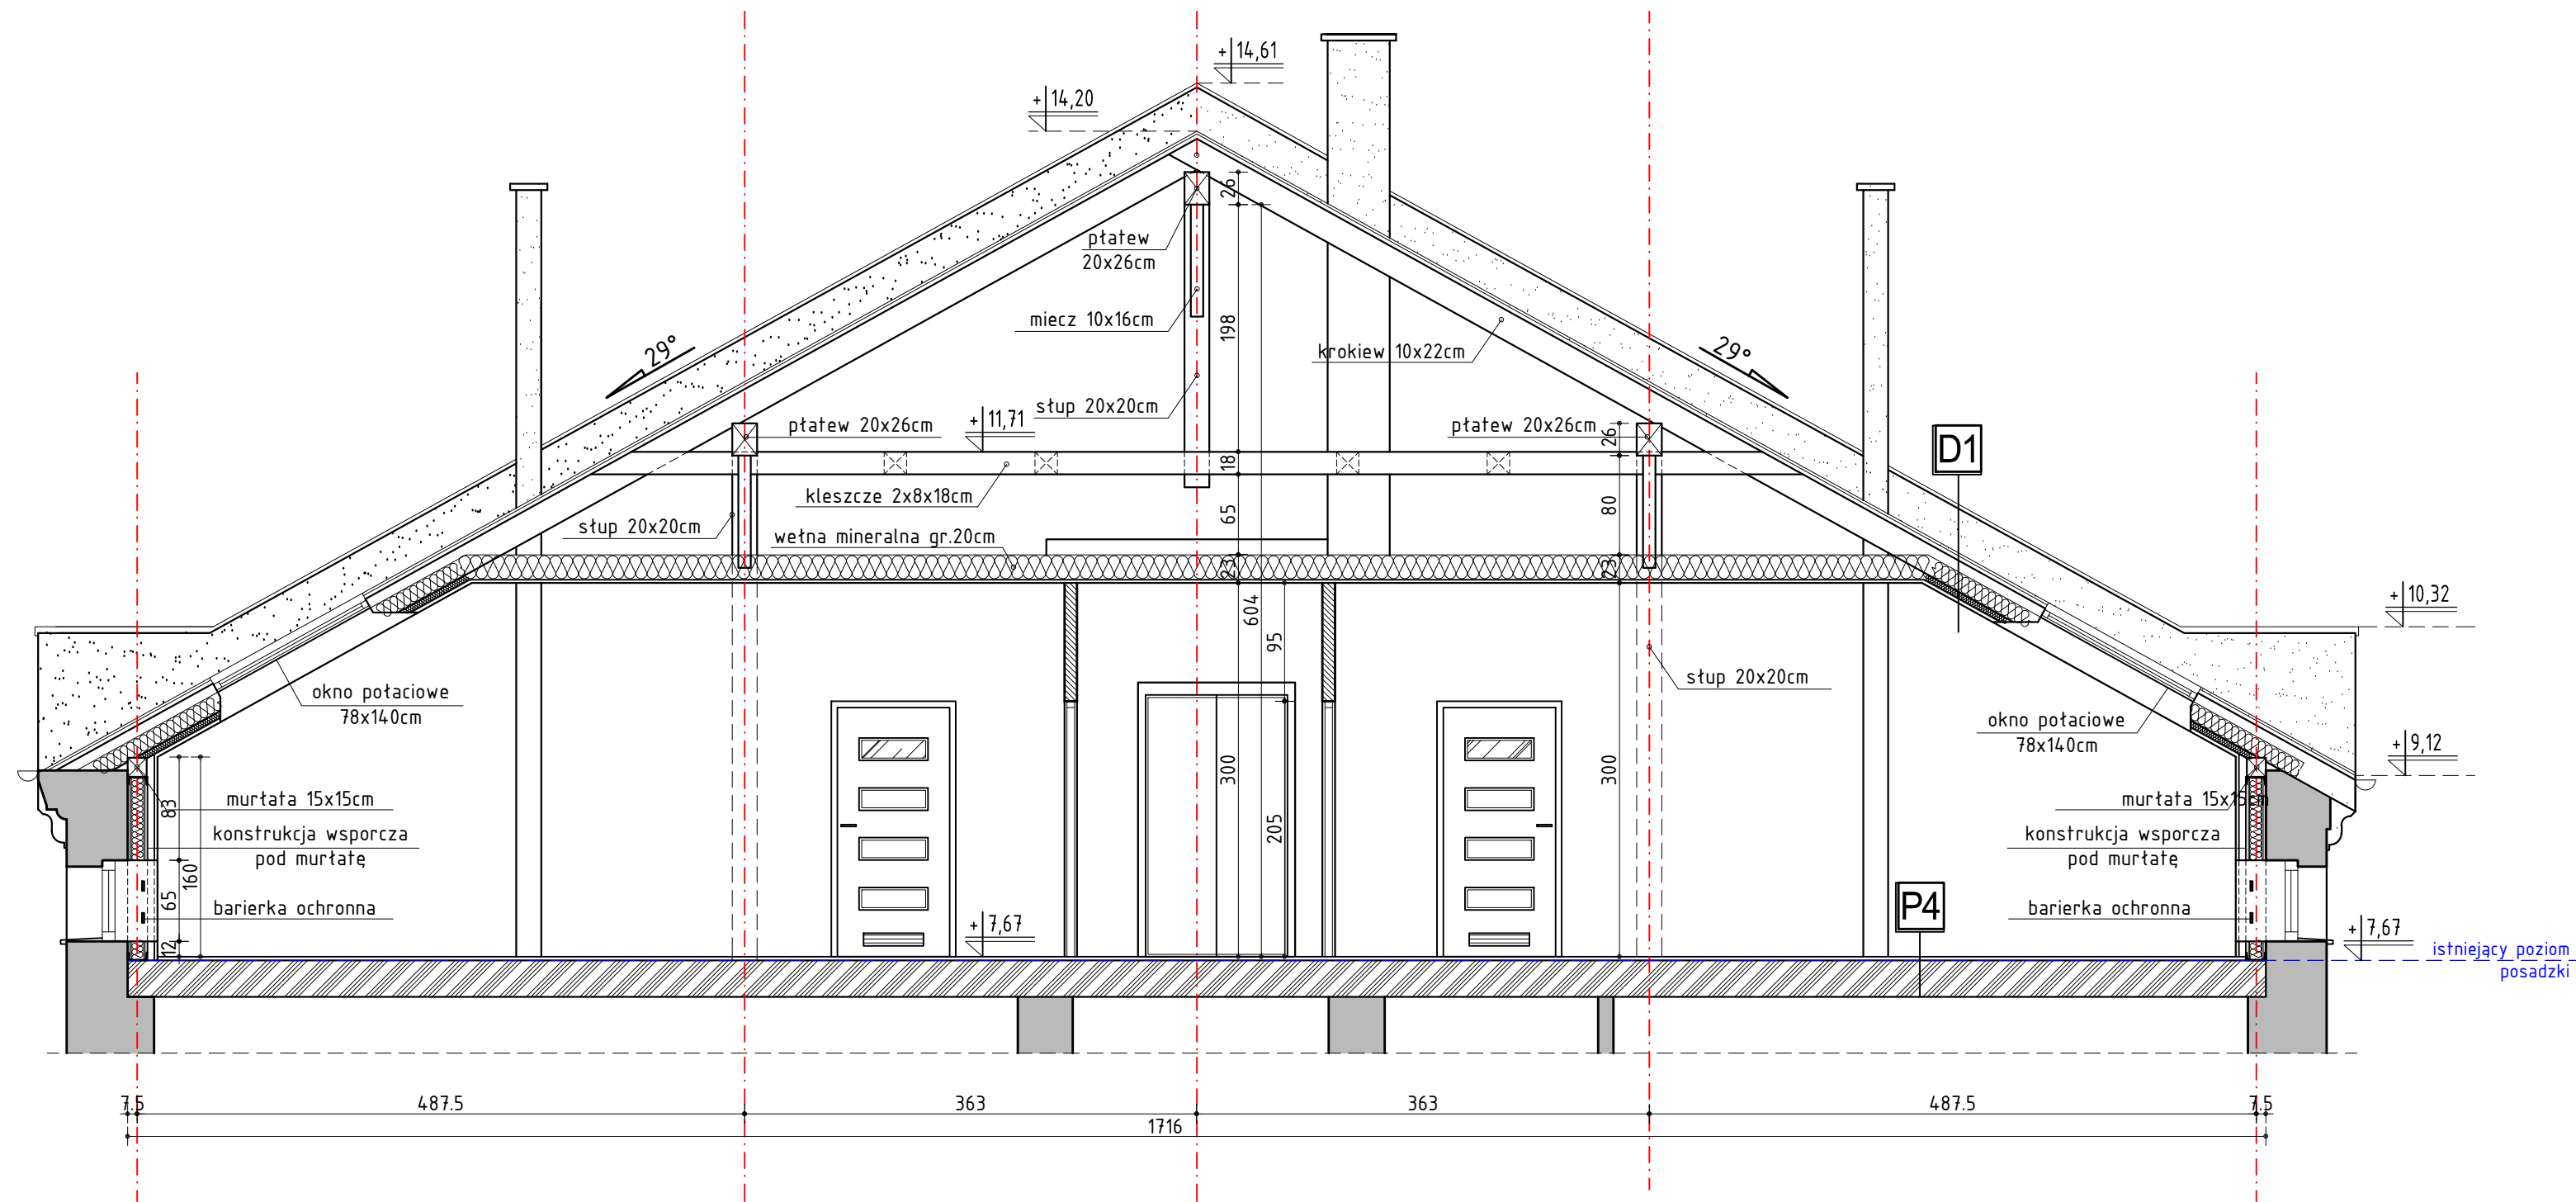 +14,61
+14,20
26
płatew
20x26cm
miecz 10x16cm
198
krokiew 10x22cm
29°
29°
słup 20x20cm
płatew 20x26cm
+11,71
płatew 20x26cm
26
D1
18
kleszcze 2x8x18cm
słup 20x20cm
65
80
wełna mineralna gr.20cm
23
23
604
95
+10,32
okno połaciowe
78x140cm
słup 20x20cm
okno połaciowe
78x140cm
+9,12
300
300
murłata 15x15cm
83
murłata 15x15cm
konstrukcja wsporcza
pod murłatę
160
205
konstrukcja wsporcza
pod murłatę
65
barierka ochronna
P4
barierka ochronna
+7,67
+7,67
12
istniejący poziom
posadzki
7.5
487.5
363
363
487.5
7.5
1716